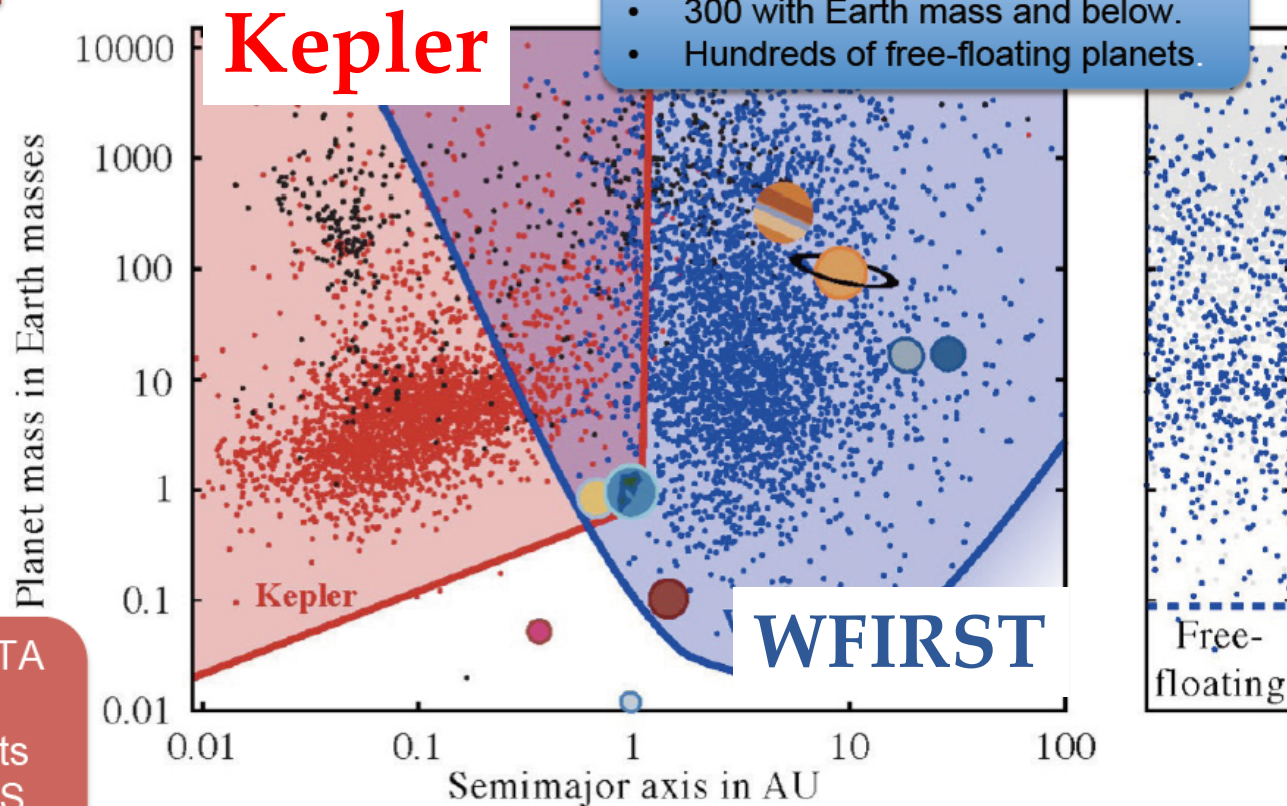 • 300 with Earth mass and below.
• Hundreds of free-floating planets.
Kepler
10000
1000
100
10
1
0.1
0.01
Planet mass in Earth masses
Kepler
WFIRST
Free-
floating
0.01 0.1 1 10 100
Semimajor axis in AU
TA
ts
S